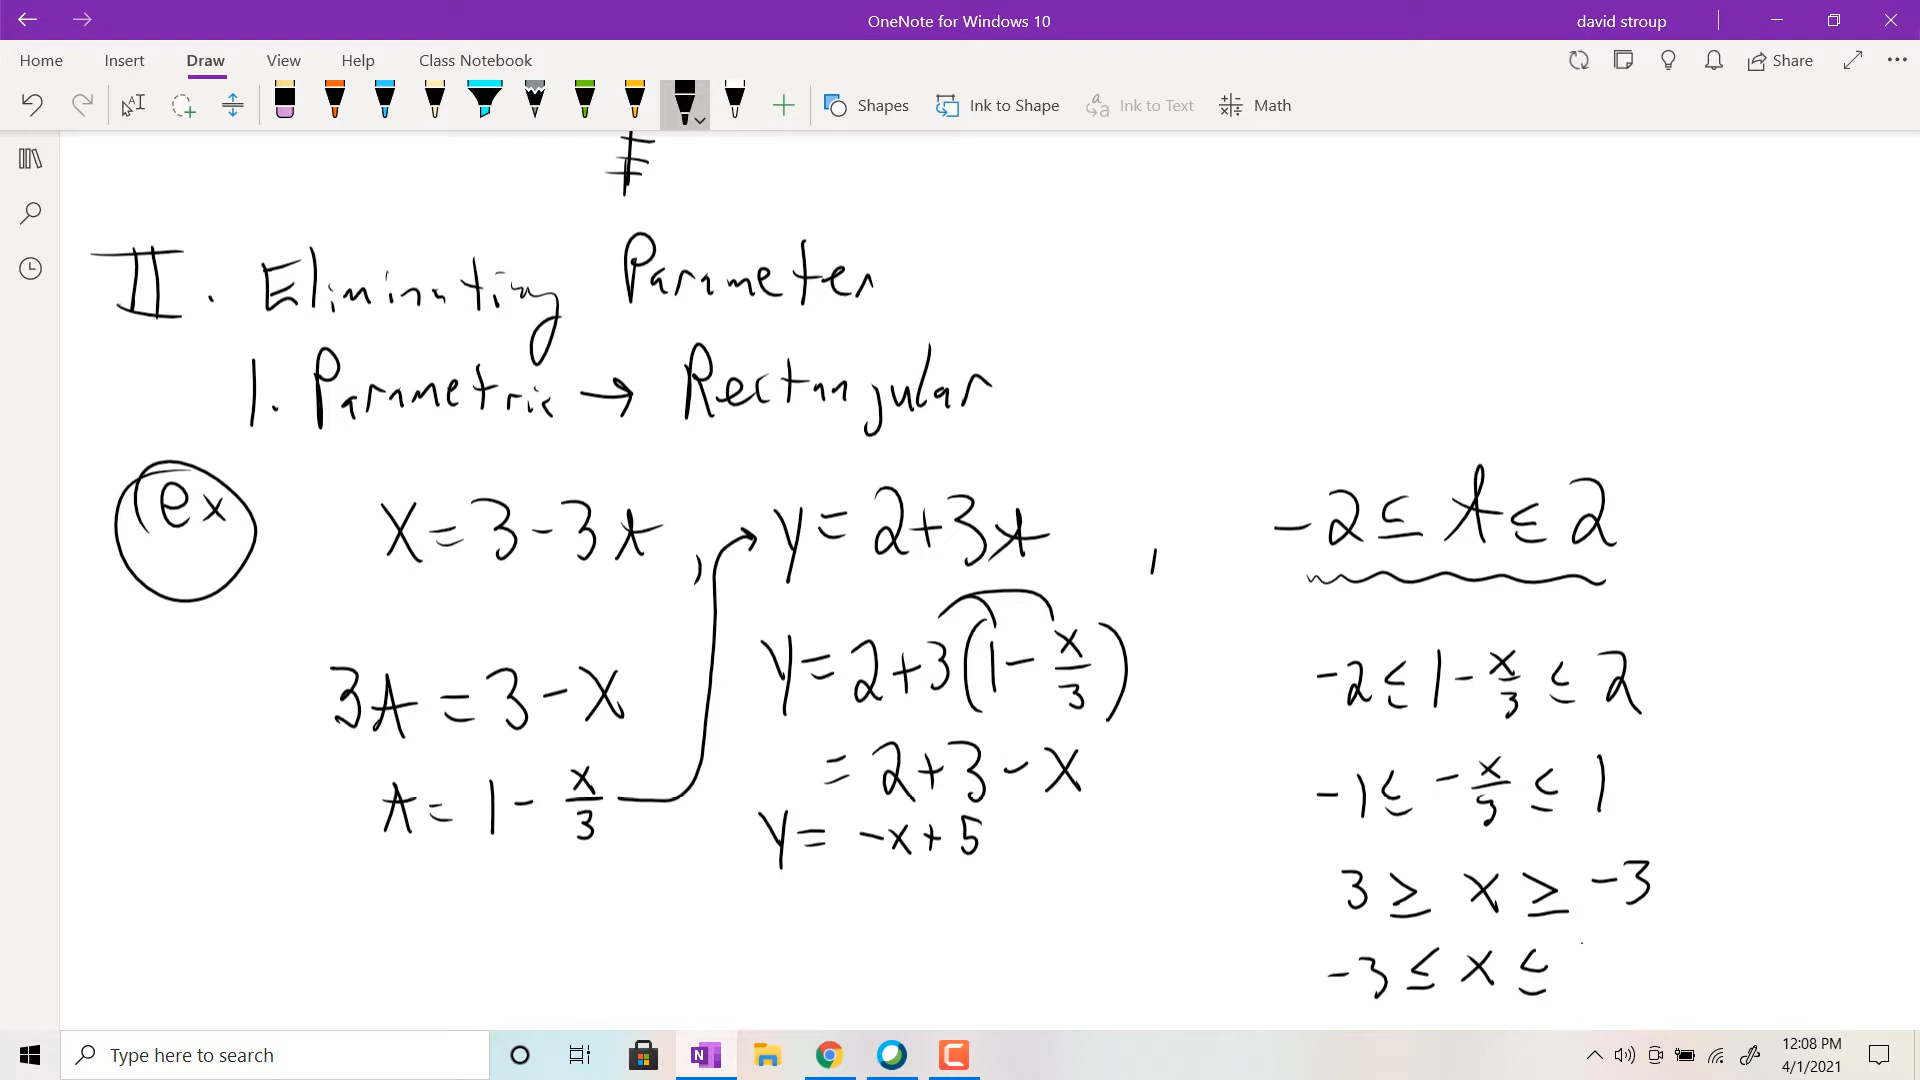 OneNote for Windows 10
david stroup
Home Insert Draw View Help Class Notebook
Share
Shapes Ink to Shape Ink to Text Math
II. Eliminating Parameter
1. Parametric → Rectangular
ex x = 3 - 3t , y = 2 + 3t , -2 ≤ t ≤ 2
3t = 3 - x
t = 1 - x/3
y = 2 + 3(1 - x/3)
= 2 + 3 - x
y = -x + 5
-2 ≤ 1 - x/3 ≤ 2
-1 ≤ - x/3 ≤ 1
3 ≥ x ≥ -3
-3 ≤ x ≤
Type here to search
12:08 PM
4/1/2021